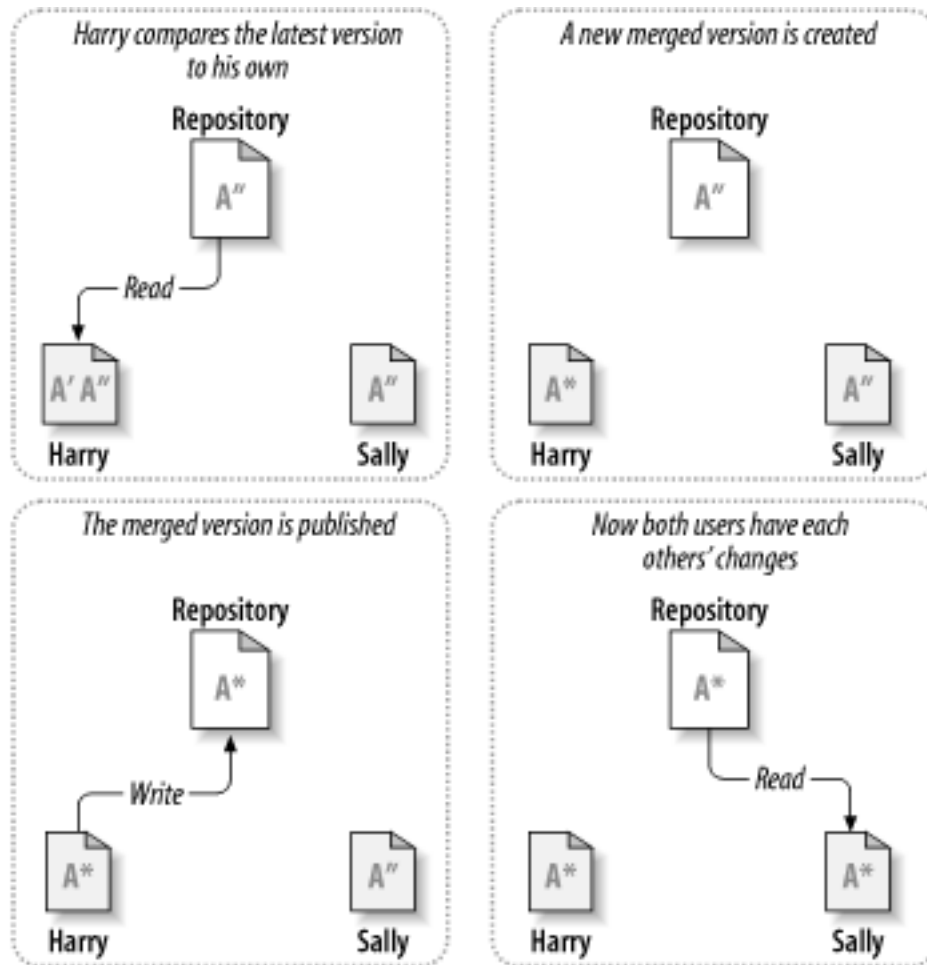 Harry compares the latest version
to his own
Repository
A″
Read
A′ A″
A″
Harry
Sally
A new merged version is created
Repository
A″
A*
A″
Harry
Sally
The merged version is published
Repository
A*
Write
A*
A″
Harry
Sally
Now both users have each
others’ changes
Repository
A*
Read
A*
A*
Harry
Sally